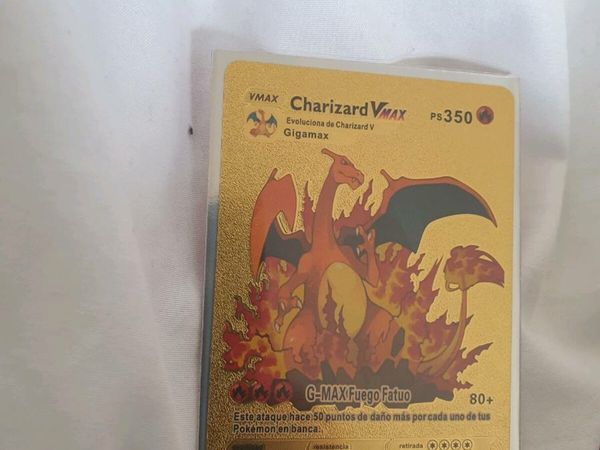 VMAX Charizard VMAX PS350
Evoluciona de Charizard V
Gigamax
G-MAX Fuego Fatuo 80+
Este ataque hace 50 puntos de daño más por cada uno de tus
Pokémon en banca.
resistencia retirada